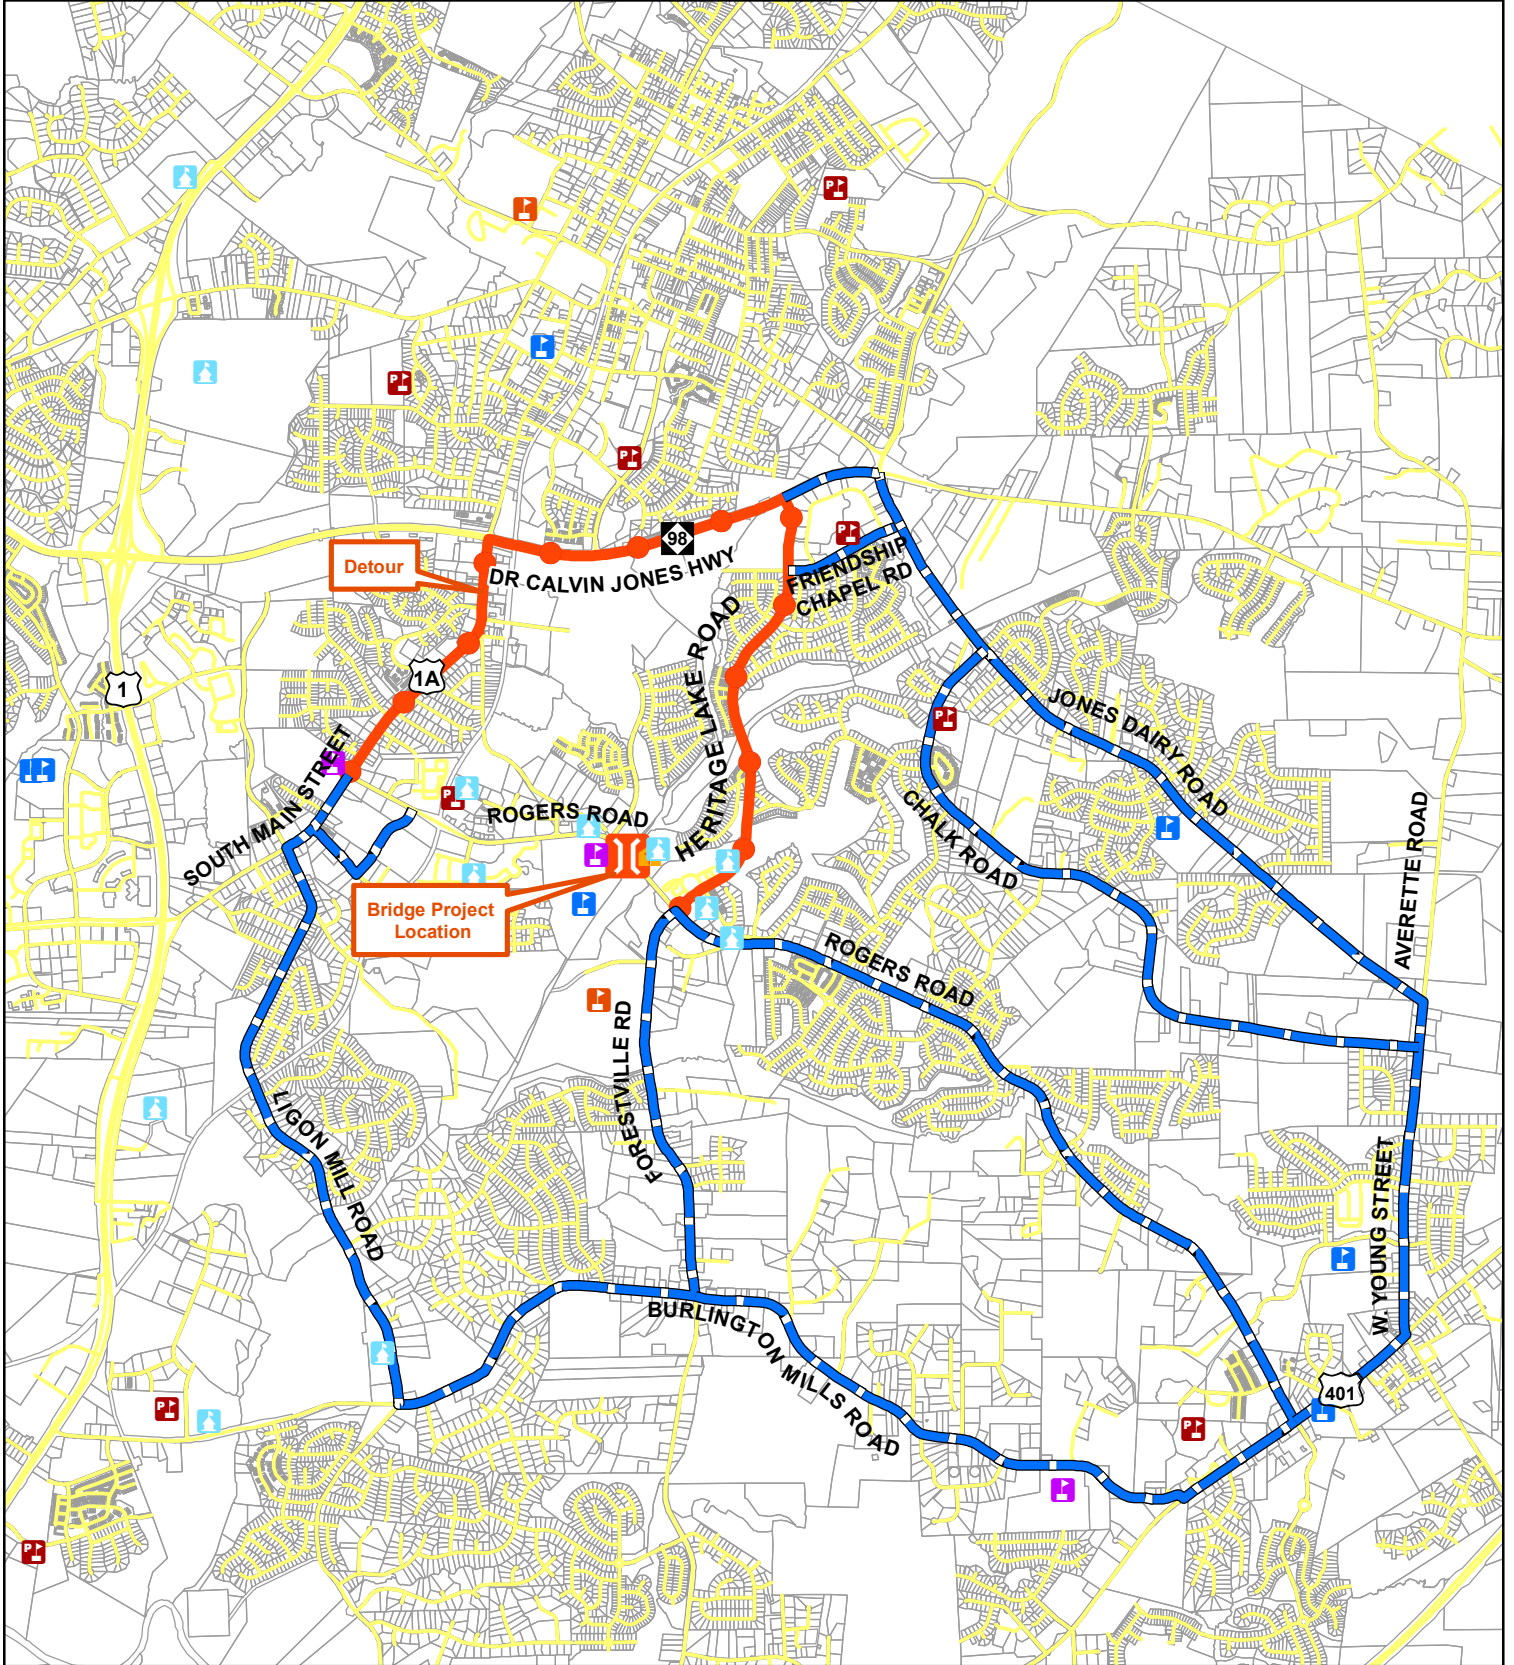 P
P
P
P
98
DR CALVIN JONES HWY
P
FRIENDSHIP
CHAPEL RD
Detour
1A
1
HERITAGE LAKE ROAD
P
JONES DAIRY ROAD
SOUTH MAIN STREET
P
ROGERS ROAD
CHALK ROAD
AVERETTE ROAD
Bridge Project
Location
ROGERS ROAD
FORESTVILLE RD
LIGON MILL ROAD
W. YOUNG STREET
BURLINGTON MILLS ROAD
401
P
P
P